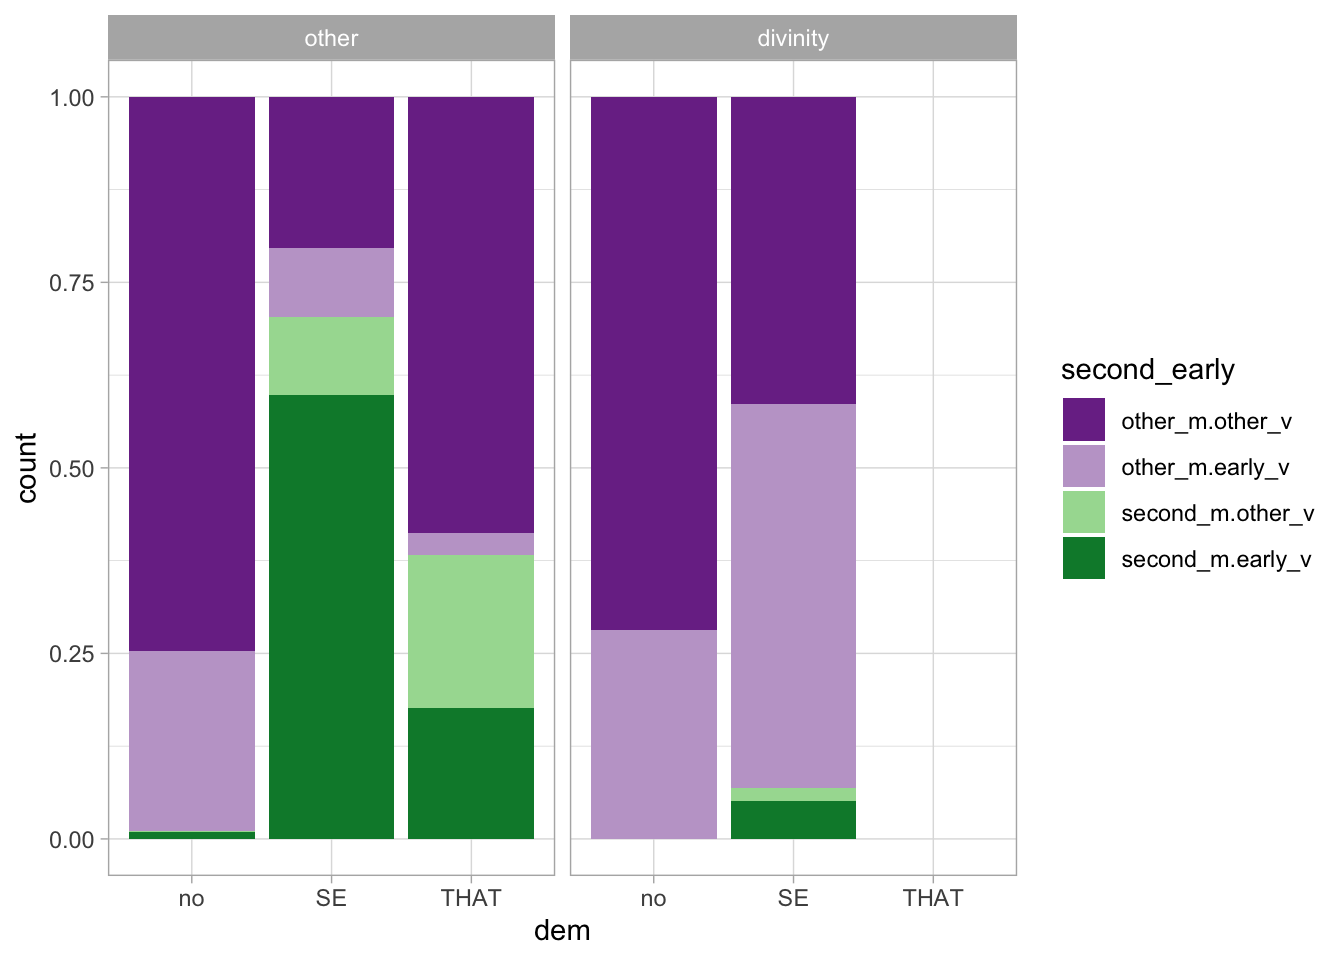 other
divinity
1.00
0.75
0.50
0.25
0.00
count
no
SE
THAT
no
SE
THAT
dem
second_early
other_m.other_v
other_m.early_v
second_m.other_v
second_m.early_v